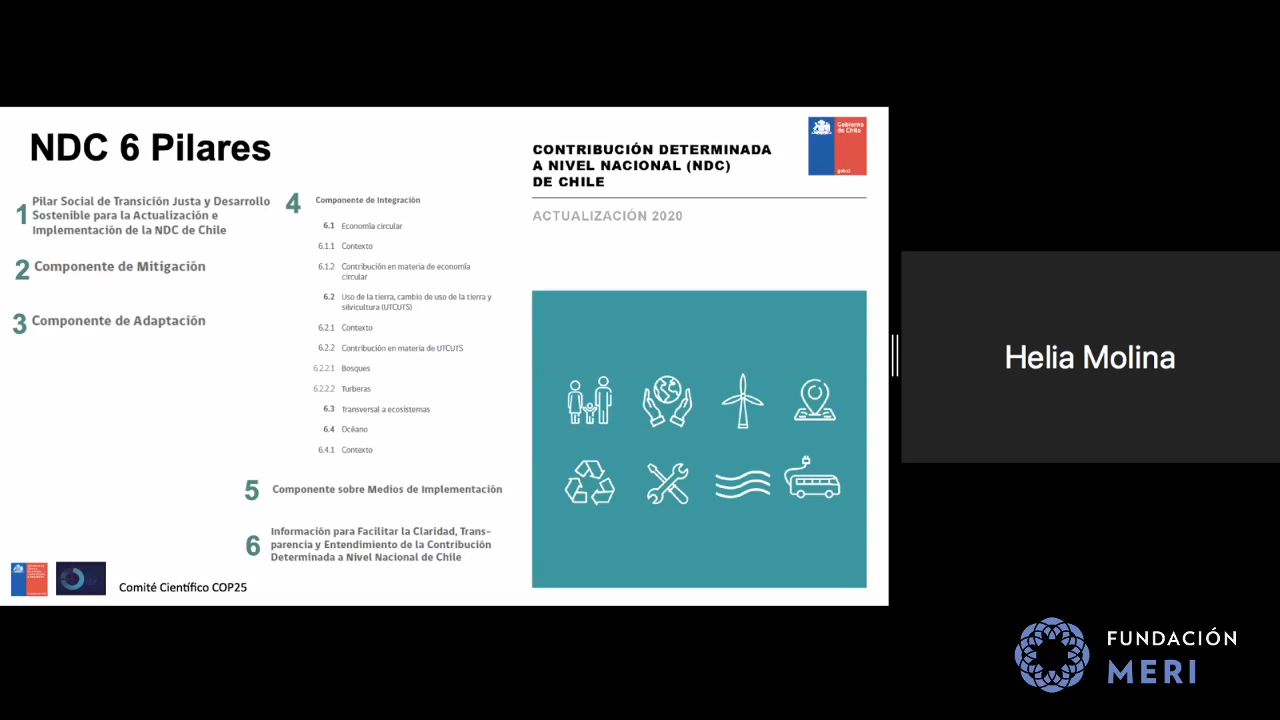 NDC 6 Pilares
1 Pilar Social de Transición Justa y Desarrollo
Sostenible para la Actualización e
Implementación de la NDC de Chile
2 Componente de Mitigación
3 Componente de Adaptación
4 Componente de Integración
6.1 Economía circular
6.1.1 Contexto
6.1.2 Contribución en materia de economía
circular
6.2 Uso de la tierra, cambio de uso de la tierra y
silvicultura (UTCUTS)
6.2.1 Contexto
6.2.2 Contribución en materia de UTCUTS
6.2.2.1 Bosques
6.2.2.2 Turberas
6.3 Transversal a ecosistemas
6.4 Océano
6.4.1 Contexto
5 Componente sobre Medios de Implementación
6 Información para Facilitar la Claridad, Trans-
parencia y Entendimiento de la Contribución
Determinada a Nivel Nacional de Chile
Comité Científico COP25
CONTRIBUCIÓN DETERMINADA
A NIVEL NACIONAL (NDC)
DE CHILE
ACTUALIZACIÓN 2020
Gobierno
de Chile
gob.cl
Helia Molina
FUNDACIÓN
MERI